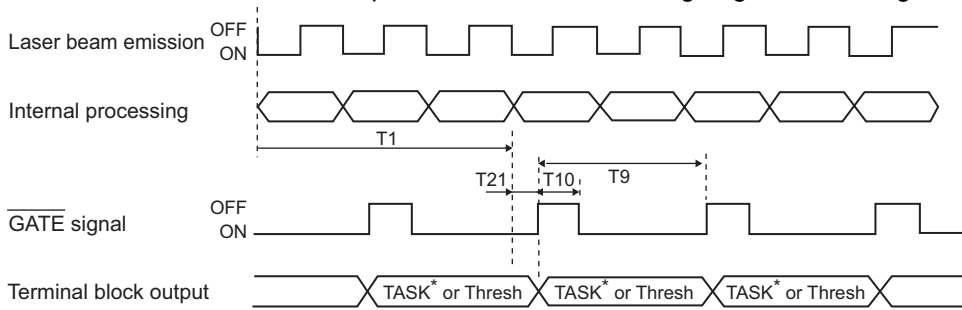 Laser beam emission
OFF
ON
Internal processing
T1
T21
T10
T9
GATE signal
OFF
ON
Terminal block output
TASK* or Thresh
TASK* or Thresh
TASK* or Thresh